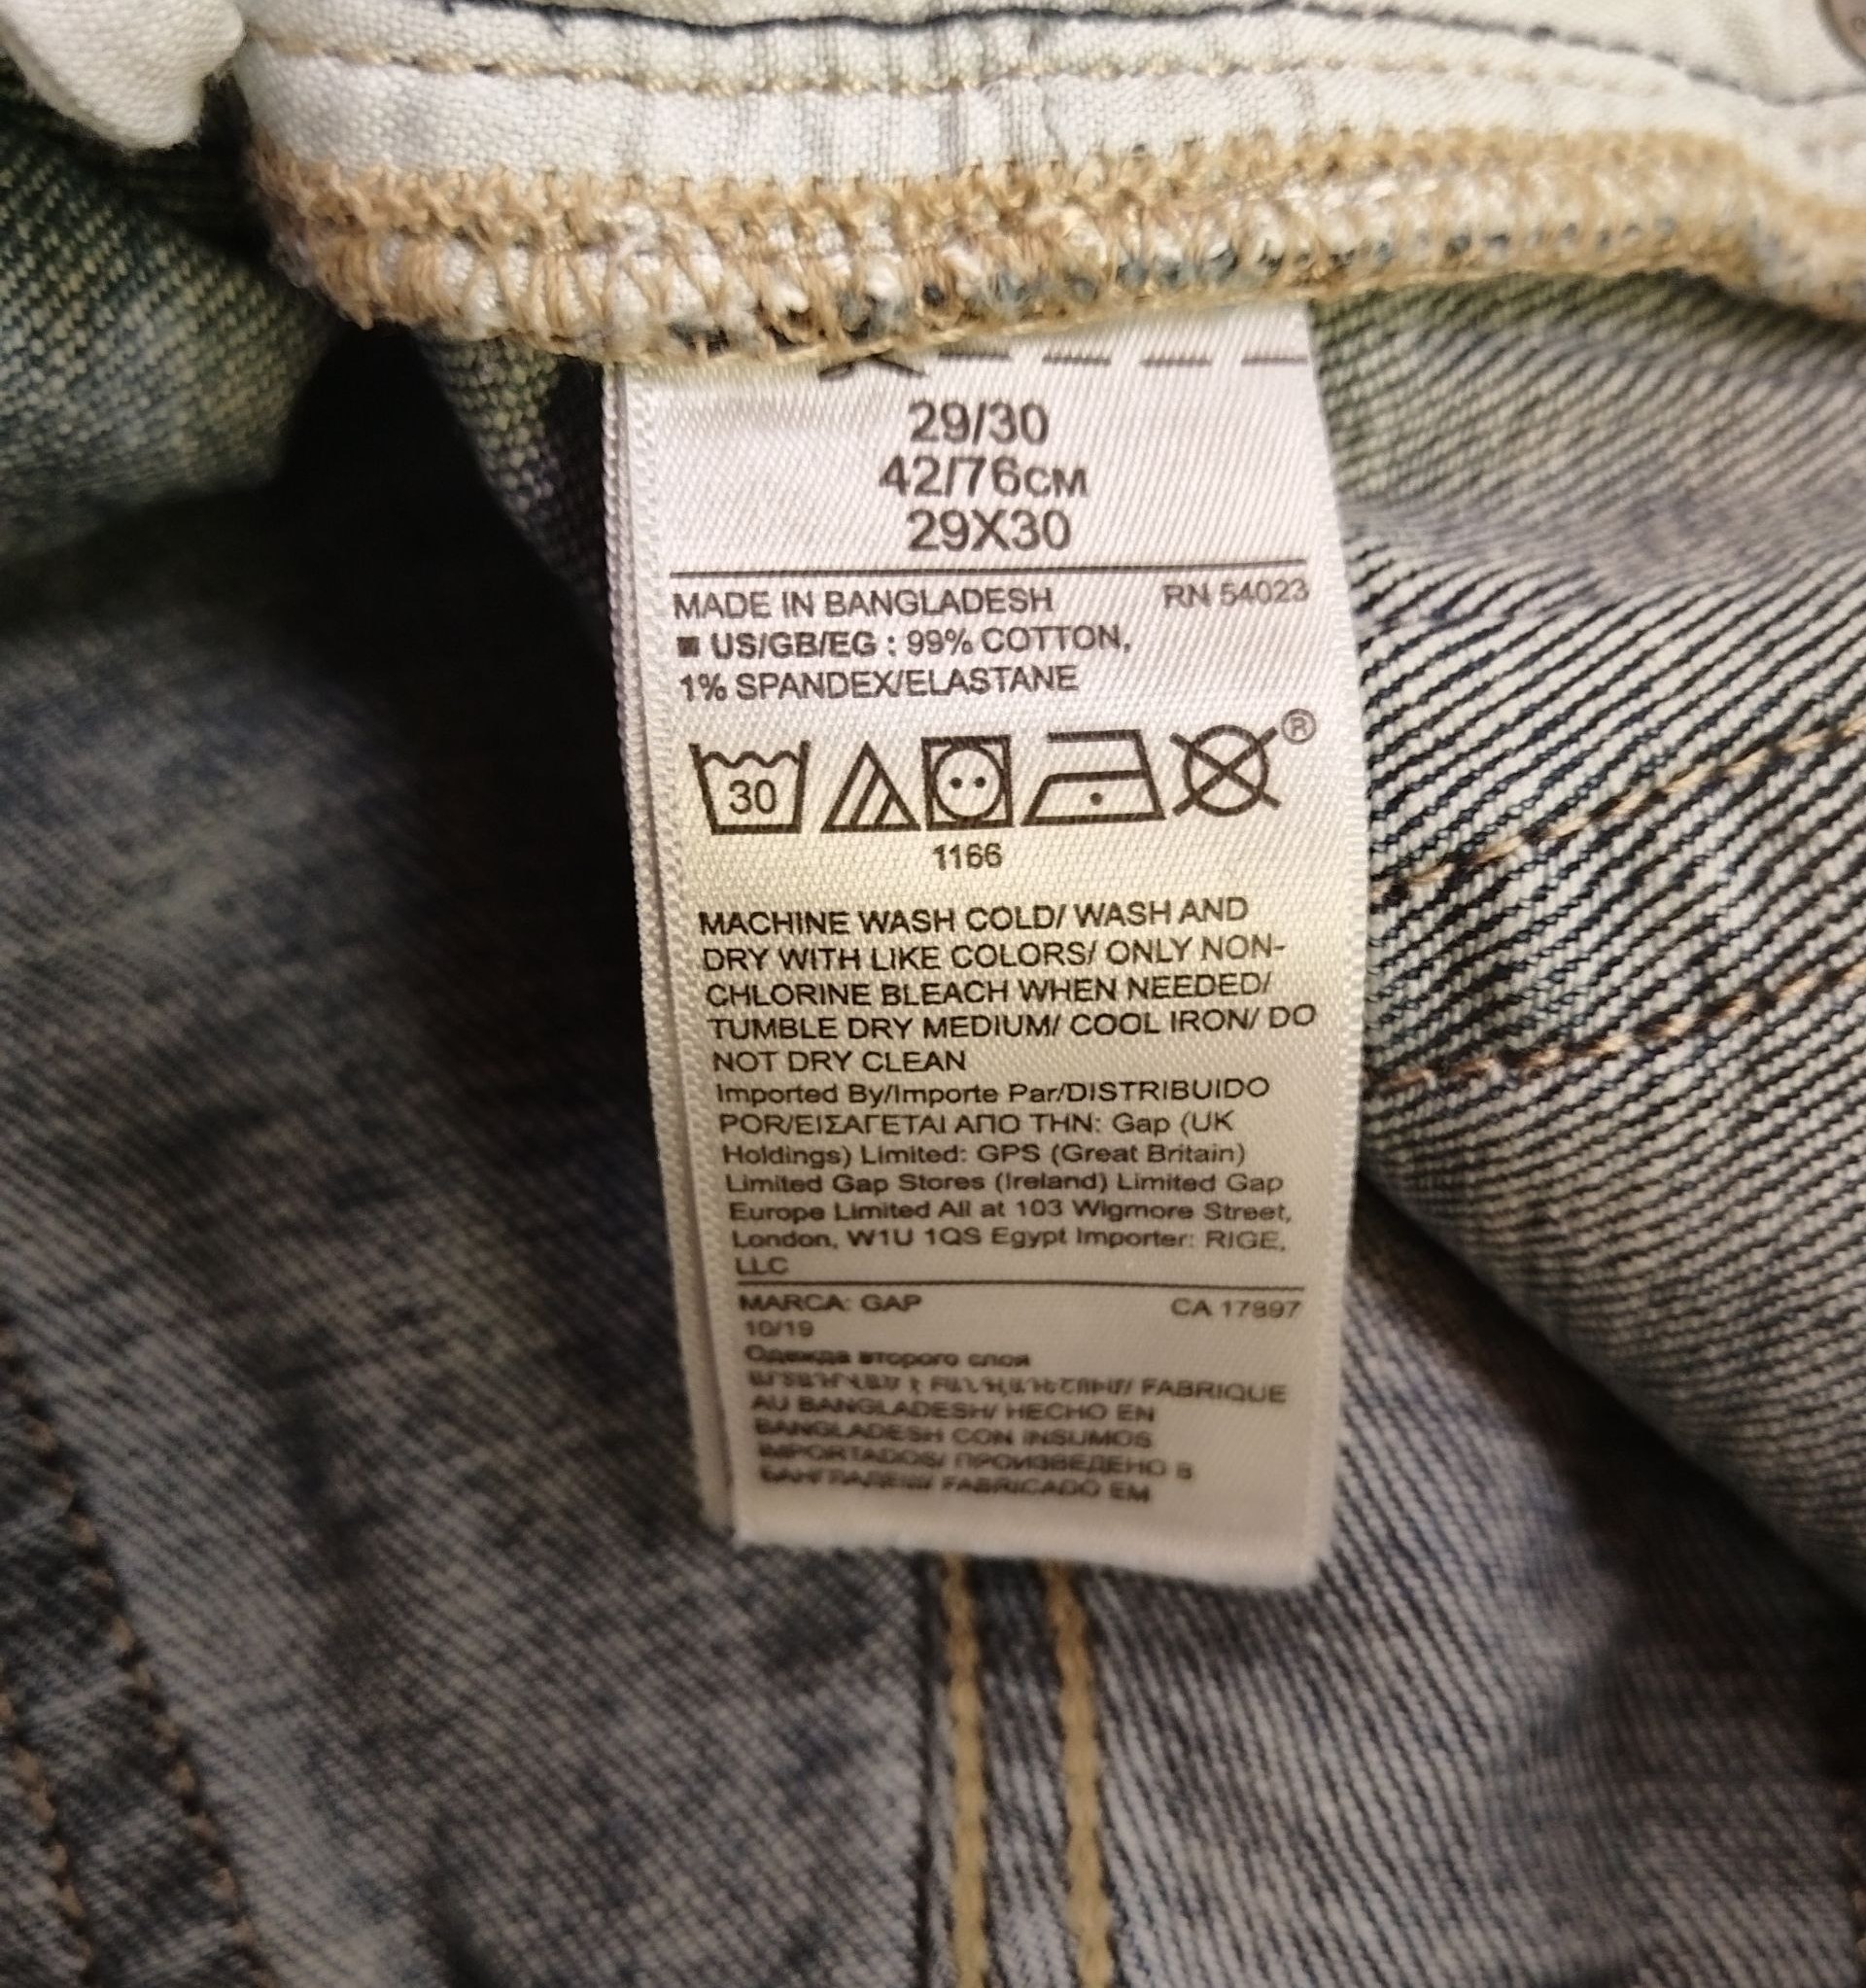 29/30
42/76CM
29X30
MADE IN BANGLADESH RN 54023
■ US/GB/EG : 99% COTTON,
1% SPANDEX/ELASTANE
30
®
1166
MACHINE WASH COLD/ WASH AND
DRY WITH LIKE COLORS/ ONLY NON-
CHLORINE BLEACH WHEN NEEDED/
TUMBLE DRY MEDIUM/ COOL IRON/ DO
NOT DRY CLEAN
Imported By/Importe Par/DISTRIBUIDO
POR/ΕΙΣΑΓΕΤΑΙ ΑΠΟ ΤΗΝ: Gap (UK
Holdings) Limited: GPS (Great Britain)
Limited Gap Stores (Ireland) Limited Gap
Europe Limited All at 103 Wigmore Street,
London, W1U 1QS Egypt Importer: RIGE,
LLC
MARCA: GAP CA 17897
10/19
Одежда второго слоя
FABRIQUE
AU BANGLADESH/ HECHO EN
BANGLADESH CON INSUMOS
IMPORTADOS/ ПРОИЗВЕДЕНО В
БАНГЛАДЕШ/ FABRICADO EM